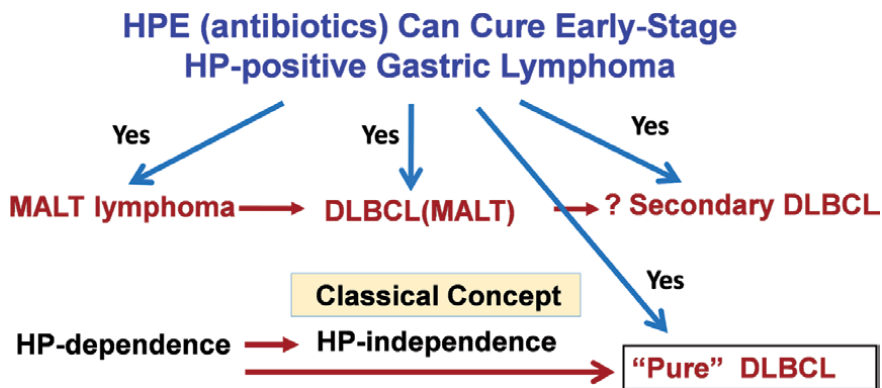 HPE (antibiotics) Can Cure Early-Stage
HP-positive Gastric Lymphoma
Yes
Yes
Yes
MALT lymphoma
DLBCL(MALT)
? Secondary DLBCL
Yes
Classical Concept
HP-dependence
HP-independence
“Pure” DLBCL